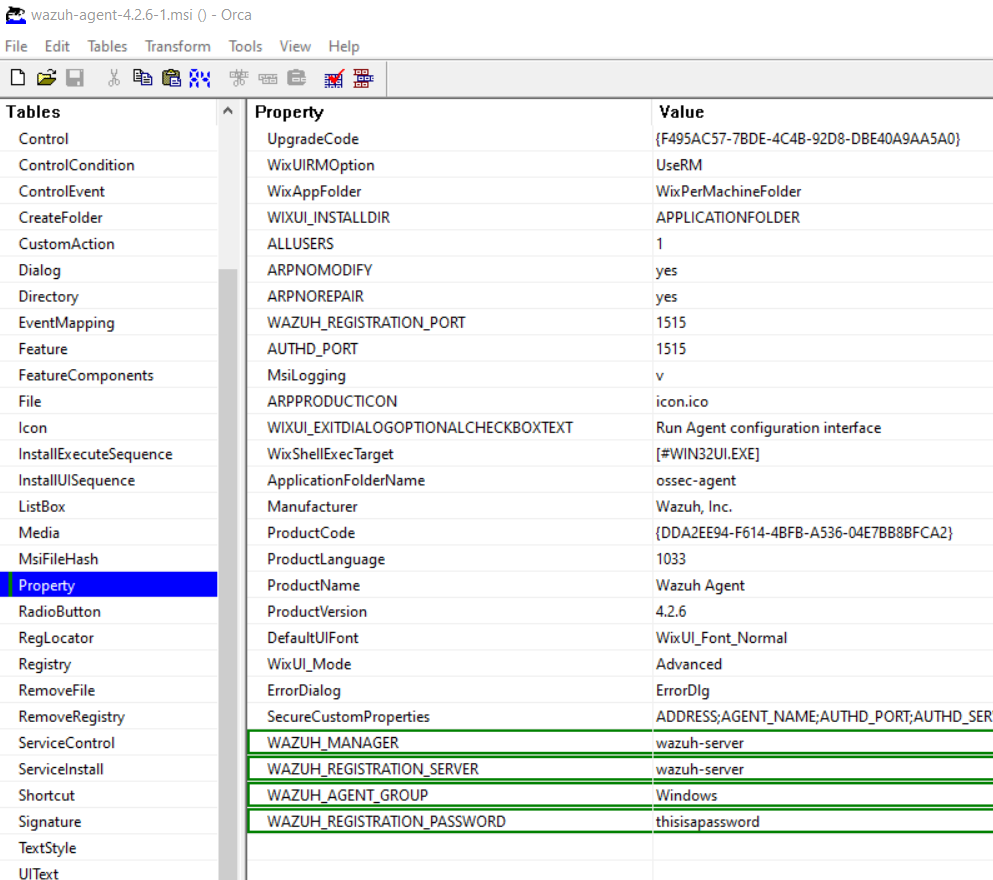 wazuh-agent-4.2.6-1.msi () - Orca
File Edit Tables Transform Tools View Help
Tables
Control
ControlCondition
ControlEvent
CreateFolder
CustomAction
Dialog
Directory
EventMapping
Feature
FeatureComponents
File
Icon
InstallExecuteSequence
InstallUISequence
ListBox
Media
MsiFileHash
Property
RadioButton
RegLocator
Registry
RemoveFile
RemoveRegistry
ServiceControl
ServiceInstall
Shortcut
Signature
TextStyle
UIText
Property Value
UpgradeCode {F495AC57-7BDE-4C4B-92D8-DBE40A9AA5A0}
WixUIRMOption UseRM
WixAppFolder WixPerMachineFolder
WIXUI_INSTALLDIR APPLICATIONFOLDER
ALLUSERS 1
ARPNOMODIFY yes
ARPNOREPAIR yes
WAZUH_REGISTRATION_PORT 1515
AUTHD_PORT 1515
MsiLogging v
ARPPRODUCTICON icon.ico
WIXUI_EXITDIALOGOPTIONALCHECKBOXTEXT Run Agent configuration interface
WixShellExecTarget [#WIN32UI.EXE]
ApplicationFolderName ossec-agent
Manufacturer Wazuh, Inc.
ProductCode {DDA2EE94-F614-4BFB-A536-04E7BB8BFCA2}
ProductLanguage 1033
ProductName Wazuh Agent
ProductVersion 4.2.6
DefaultUIFont WixUI_Font_Normal
WixUI_Mode Advanced
ErrorDialog ErrorDlg
SecureCustomProperties ADDRESS;AGENT_NAME;AUTHD_PORT;AUTHD_SER
WAZUH_MANAGER wazuh-server
WAZUH_REGISTRATION_SERVER wazuh-server
WAZUH_AGENT_GROUP Windows
WAZUH_REGISTRATION_PASSWORD thisisapassword